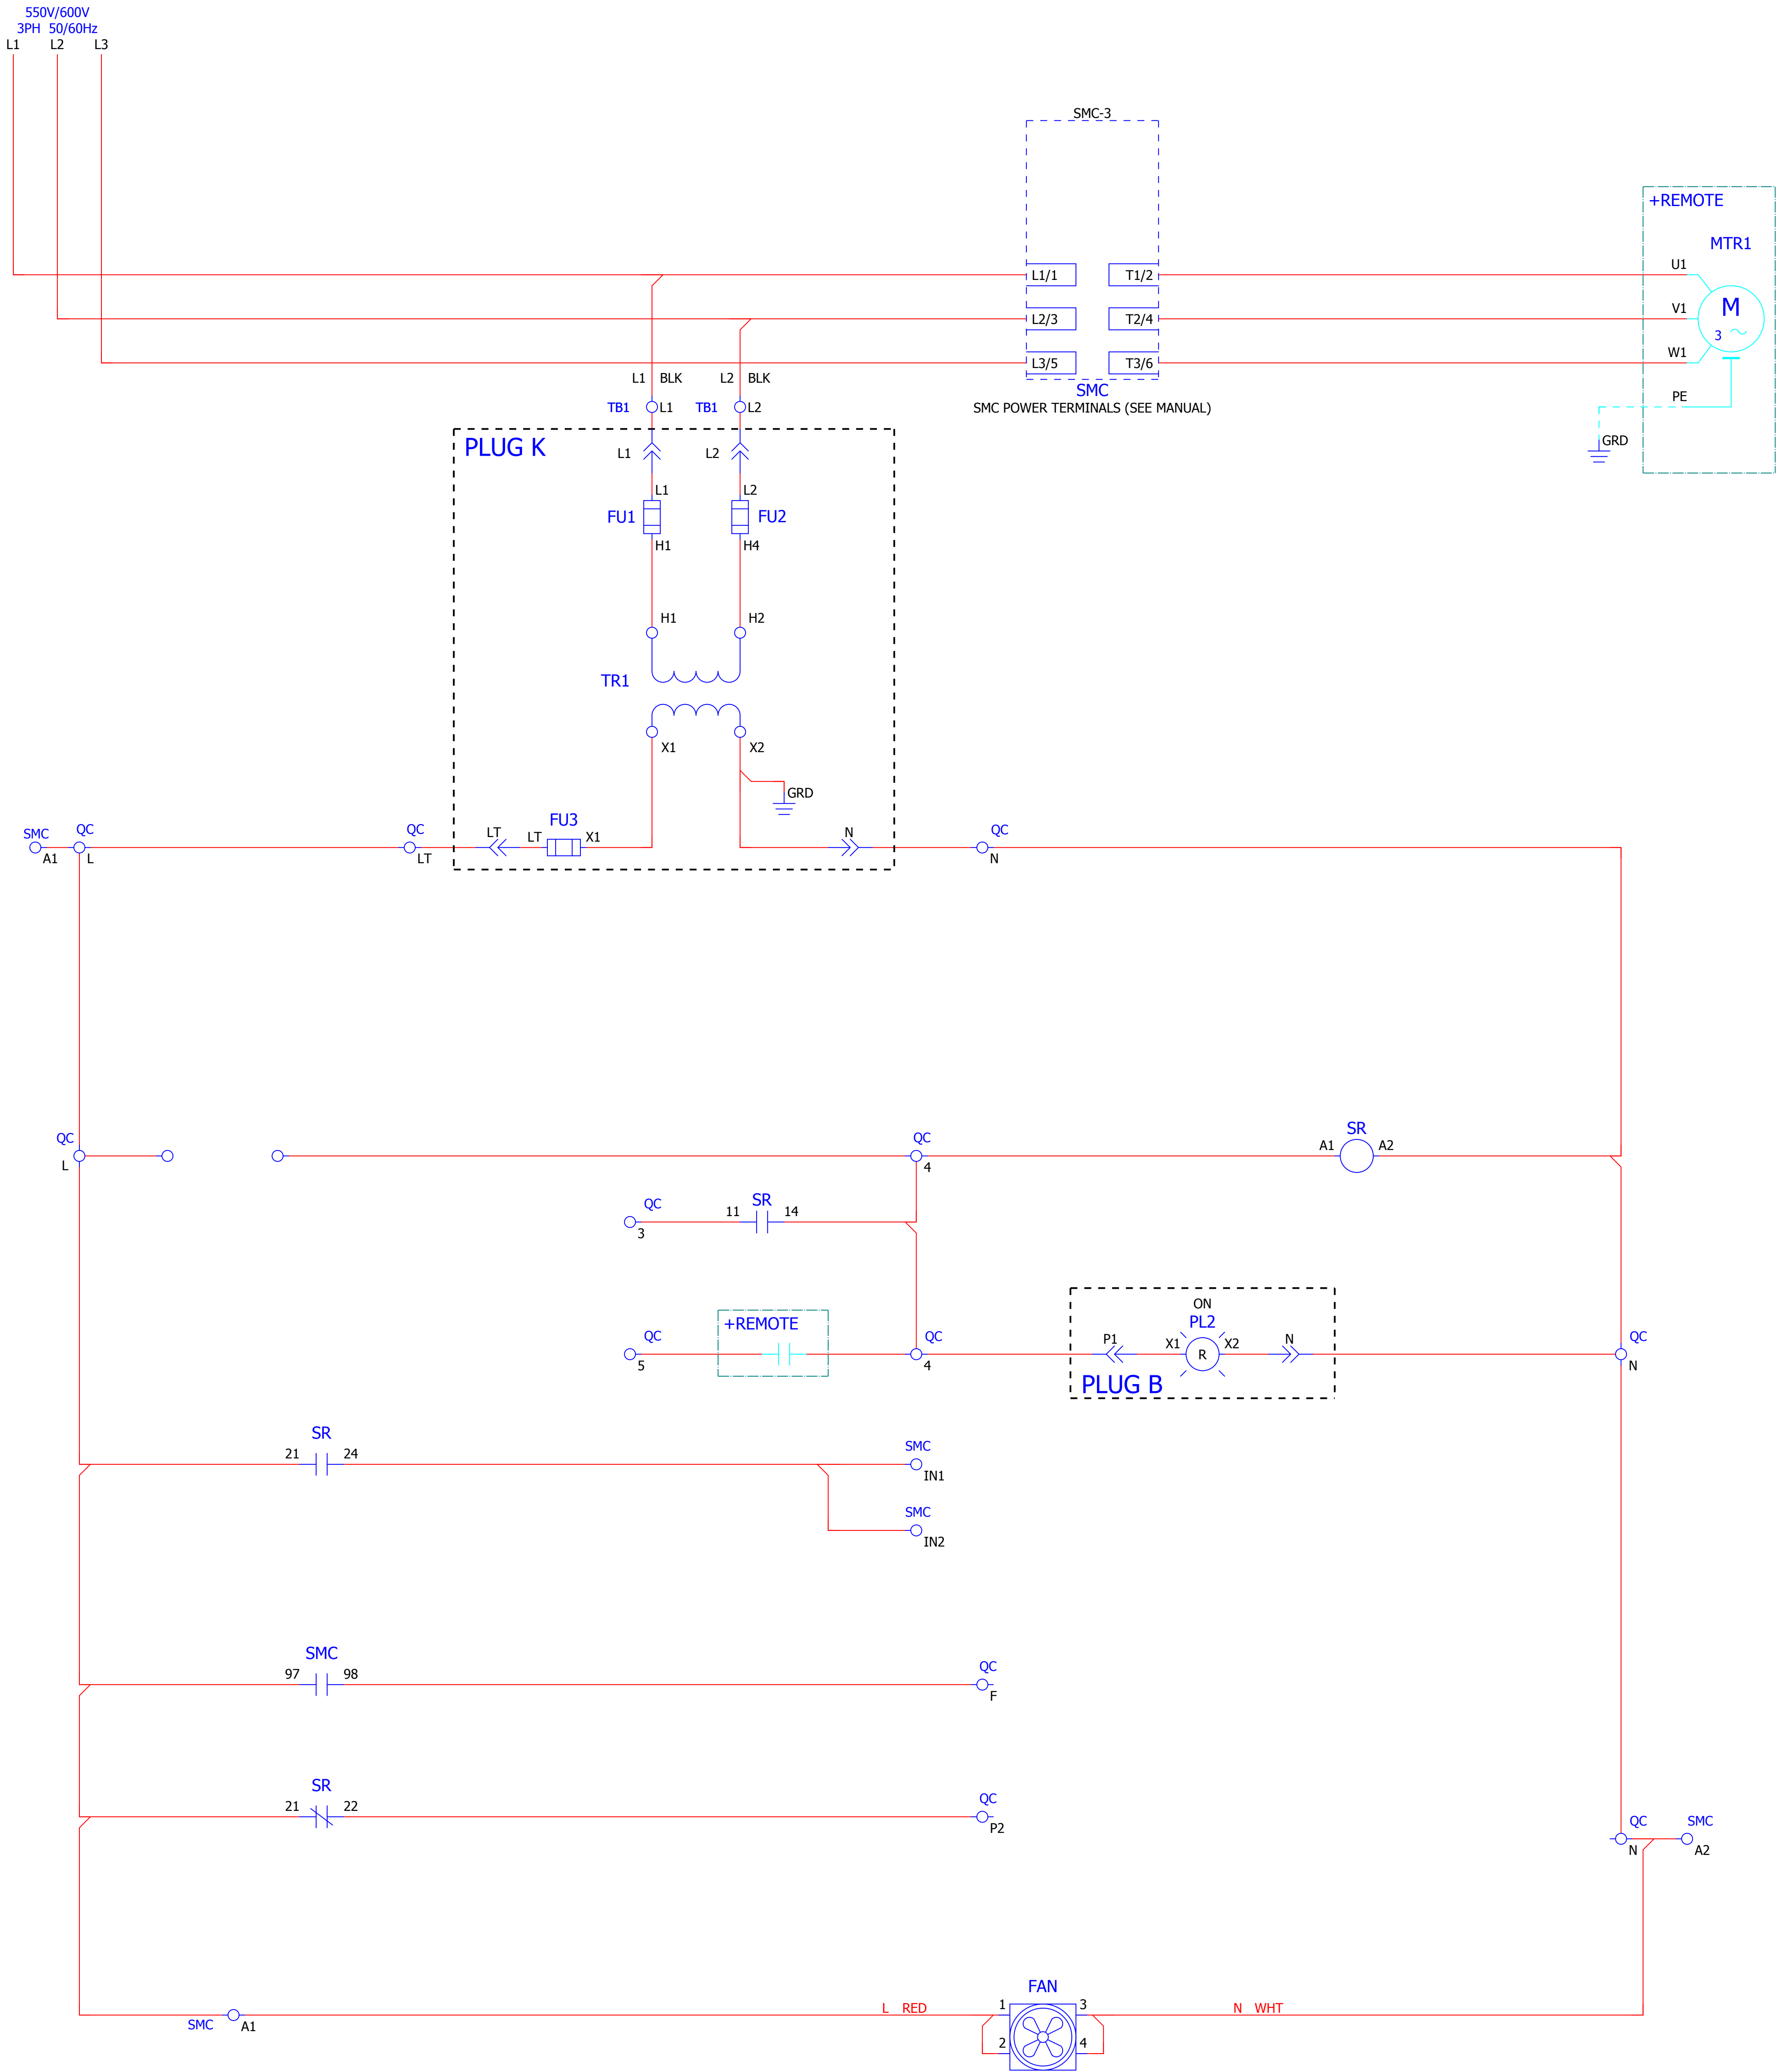 550V/600V
3PH 50/60Hz
L1 L2 L3
SMC-3
+REMOTE
MTR1
L1/1 T1/2 U1
L2/3 T2/4 V1 M
3
L3/5 T3/6 W1
L1 BLK L2 BLK
SMC
SMC POWER TERMINALS (SEE MANUAL)
PE
TB1 L1 TB1 L2
GRD
PLUG K
L1 L2
L1 L2
FU1 FU2
H1 H4
H1 H2
TR1
X1 X2
GRD
FU3
SMC QC QC LT LT X1 N QC
A1 L LT N
QC QC SR
L 4 A1 A2
QC 11 SR 14
3
ON
+REMOTE PL2
QC QC P1 X1 R X2 N QC
5 4 N
PLUG B
SR
21 24 SMC
IN1
SMC
IN2
SMC
97 98 QC
F
SR
21 22 QC
P2
QC SMC
N A2
FAN
L RED 1 3 N WHT
SMC A1
2 4